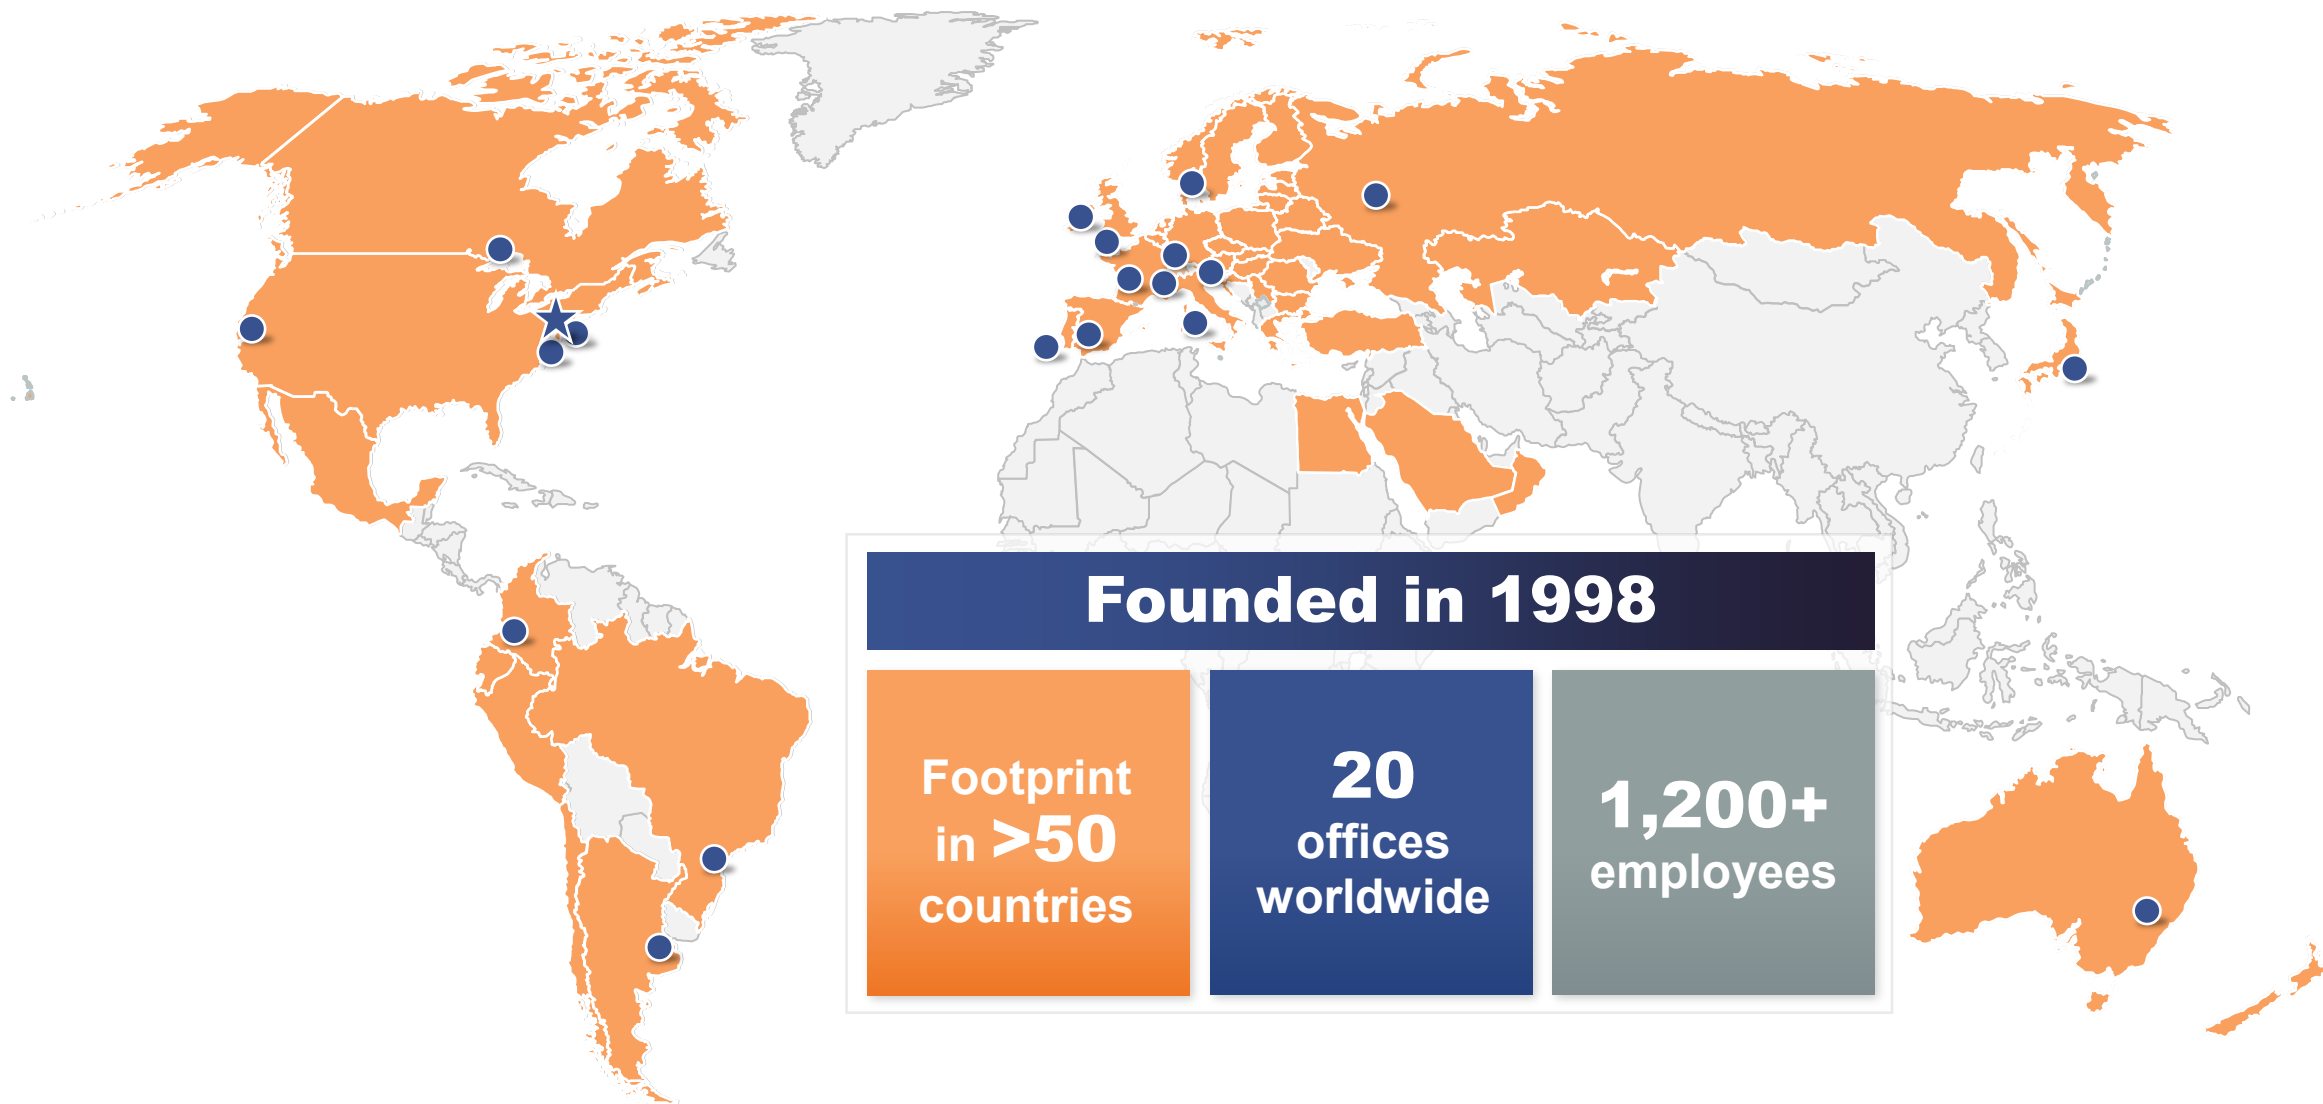 Founded in 1998
Footprint
in >50
countries
20
offices
worldwide
1,200+
employees